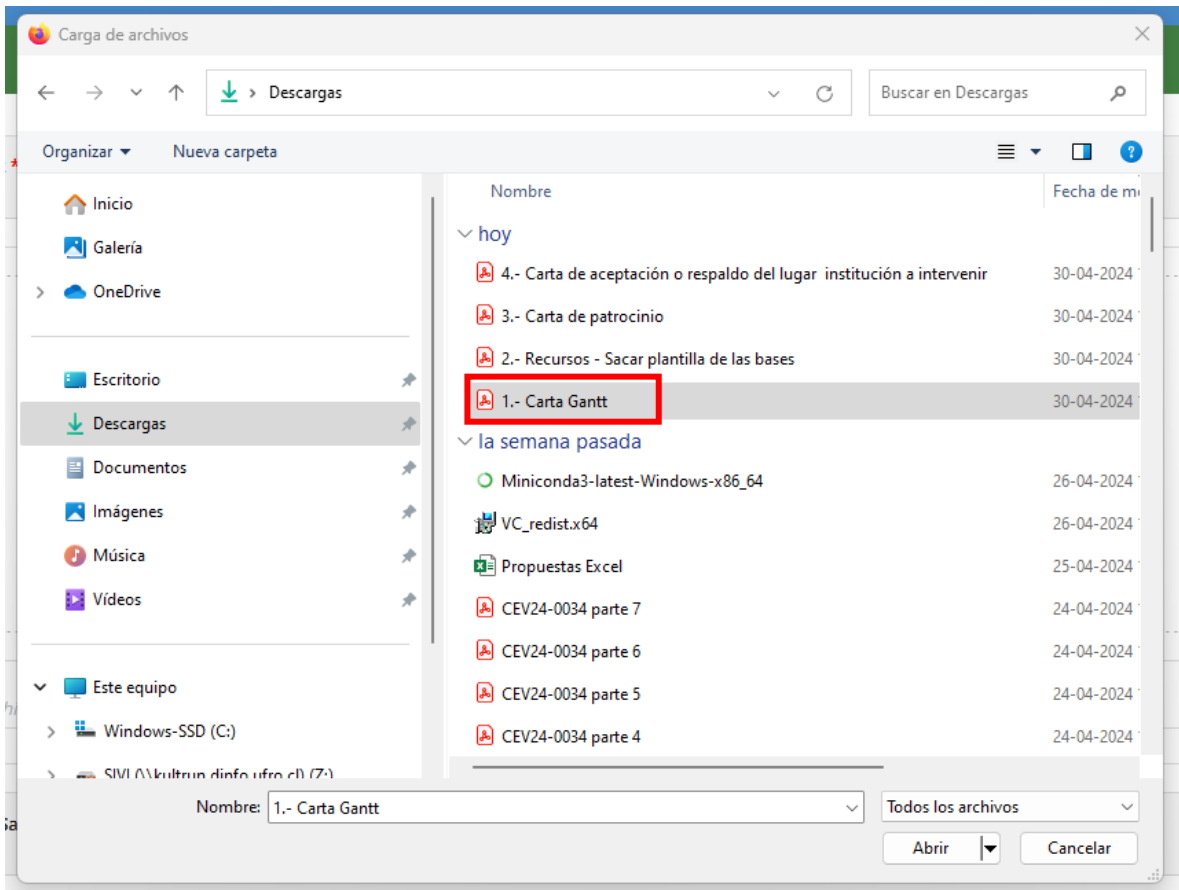 Carga de archivos
Descargas
Buscar en Descargas
Organizar
Nueva carpeta
*
Inicio
Galería
OneDrive
Escritorio
Descargas
Documentos
Imágenes
Música
Vídeos
Este equipo
Windows-SSD (C:)
Nombre
Fecha de
hoy
4.- Carta de aceptación o respaldo del lugar institución a intervenir
30-04-2024
3.- Carta de patrocinio
30-04-2024
2.- Recursos - Sacar plantilla de las bases
30-04-2024
1.- Carta Gantt
30-04-2024
la semana pasada
Miniconda3-latest-Windows-x86_64
26-04-2024
VC_redist.x64
26-04-2024
Propuestas Excel
25-04-2024
CEV24-0034 parte 7
24-04-2024
CEV24-0034 parte 6
24-04-2024
CEV24-0034 parte 5
24-04-2024
CEV24-0034 parte 4
24-04-2024
Nombre:
1.- Carta Gantt
Todos los archivos
Abrir
Cancelar